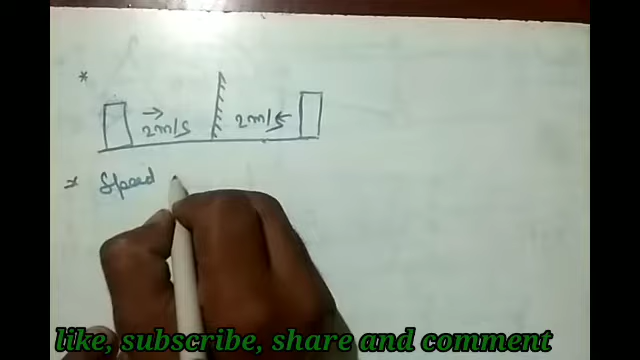 *
2m/s 2m/s
* Speed
like, subscribe, share and comment